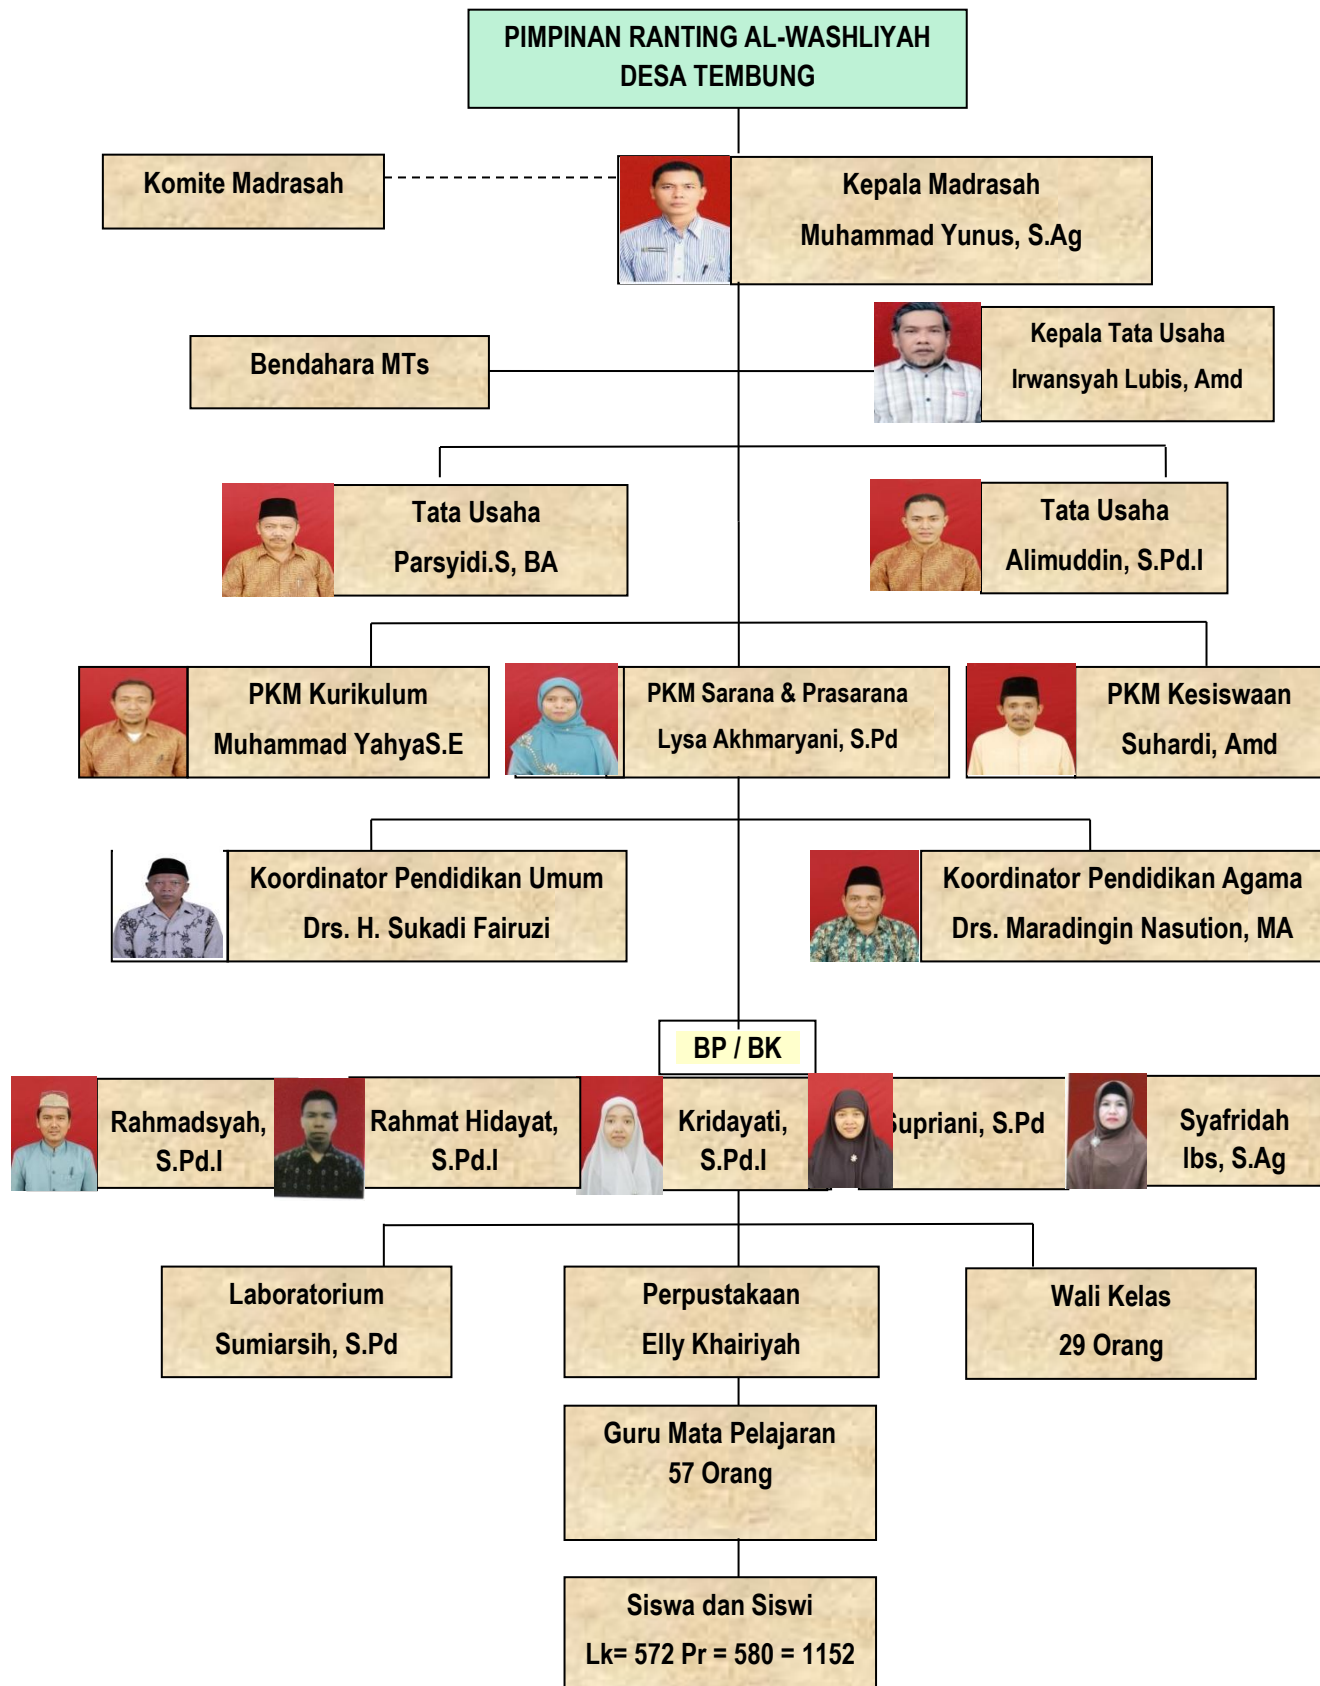 PIMPINAN RANTING AL-WASHLIYAH
DESA TEMBUNG
Komite Madrasah
Kepala Madrasah
Muhammad Yunus, S.Ag
Bendahara MTs
Kepala Tata Usaha
Irwansyah Lubis, Amd
Tata Usaha
Parsyidi.S, BA
Tata Usaha
Alimuddin, S.Pd.I
PKM Kurikulum
Muhammad YahyaS.E
PKM Sarana & Prasarana
Lysa Akhmaryani, S.Pd
PKM Kesiswaan
Suhardi, Amd
Koordinator Pendidikan Umum
Drs. H. Sukadi Fairuzi
Koordinator Pendidikan Agama
Drs. Maradingin Nasution, MA
BP / BK
Rahmadsyah,
S.Pd.I
Rahmat Hidayat,
S.Pd.I
Kridayati,
S.Pd.I
Supriani, S.Pd
Syafridah
lbs, S.Ag
Laboratorium
Sumiarsih, S.Pd
Perpustakaan
Elly Khairiyah
Wali Kelas
29 Orang
Guru Mata Pelajaran
57 Orang
Siswa dan Siswi
Lk= 572 Pr = 580 = 1152